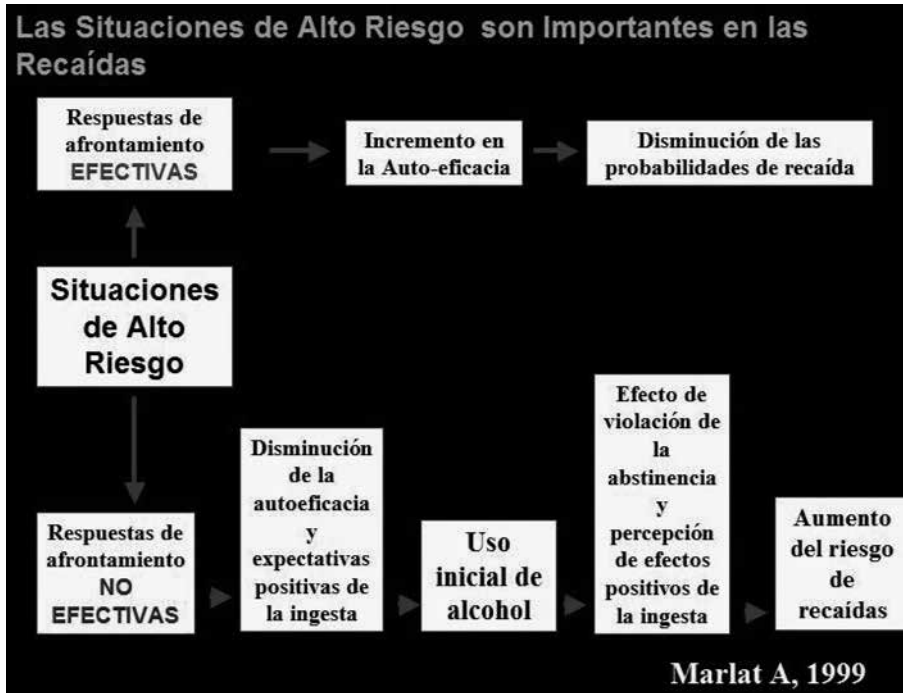 Las Situaciones de Alto Riesgo son Importantes en las
Recaídas
Respuestas de
afrontamiento
EFECTIVAS
Incremento en
la Auto-eficacia
Disminución de las
probabilidades de recaída
Situaciones
de Alto
Riesgo
Respuestas de
afrontamiento
NO
EFECTIVAS
Disminución
de la
autoeficacia
y
expectativas
positivas de
la ingesta
Uso
inicial de
alcohol
Efecto de
violación de
la
abstinencia
y
percepción
de efectos
positivos de
la ingesta
Aumento
del riesgo
de
recaídas
Marlat A, 1999